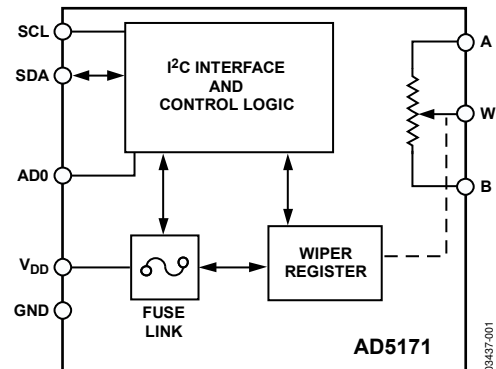 SCL
SDA
AD0
VDD
GND
I2C INTERFACE
AND
CONTROL LOGIC
FUSE
LINK
WIPER
REGISTER
A
W
B
AD5171
03437-001